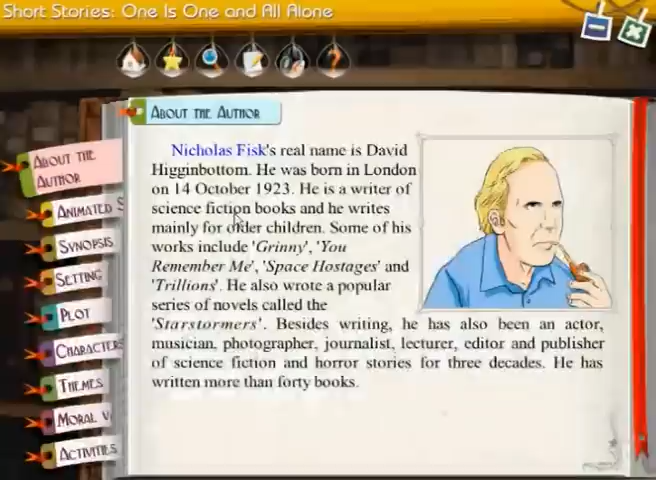 Short Stories: One Is One and All Alone
About the Author
Nicholas Fisk's real name is David
Higginbottom. He was born in London
on 14 October 1923. He is a writer of
science fiction books and he writes
mainly for older children. Some of his
works include 'Grinny', 'You
Remember Me', 'Space Hostages' and
'Trillions'. He also wrote a popular
series of novels called the
'Starstormers'. Besides writing, he has also been an actor,
musician, photographer, journalist, lecturer, editor and publisher
of science fiction and horror stories for three decades. He has
written more than forty books.
About the
Author
Animated S
Synopsis
Setting
Plot
Characters
Themes
Moral V
Activities